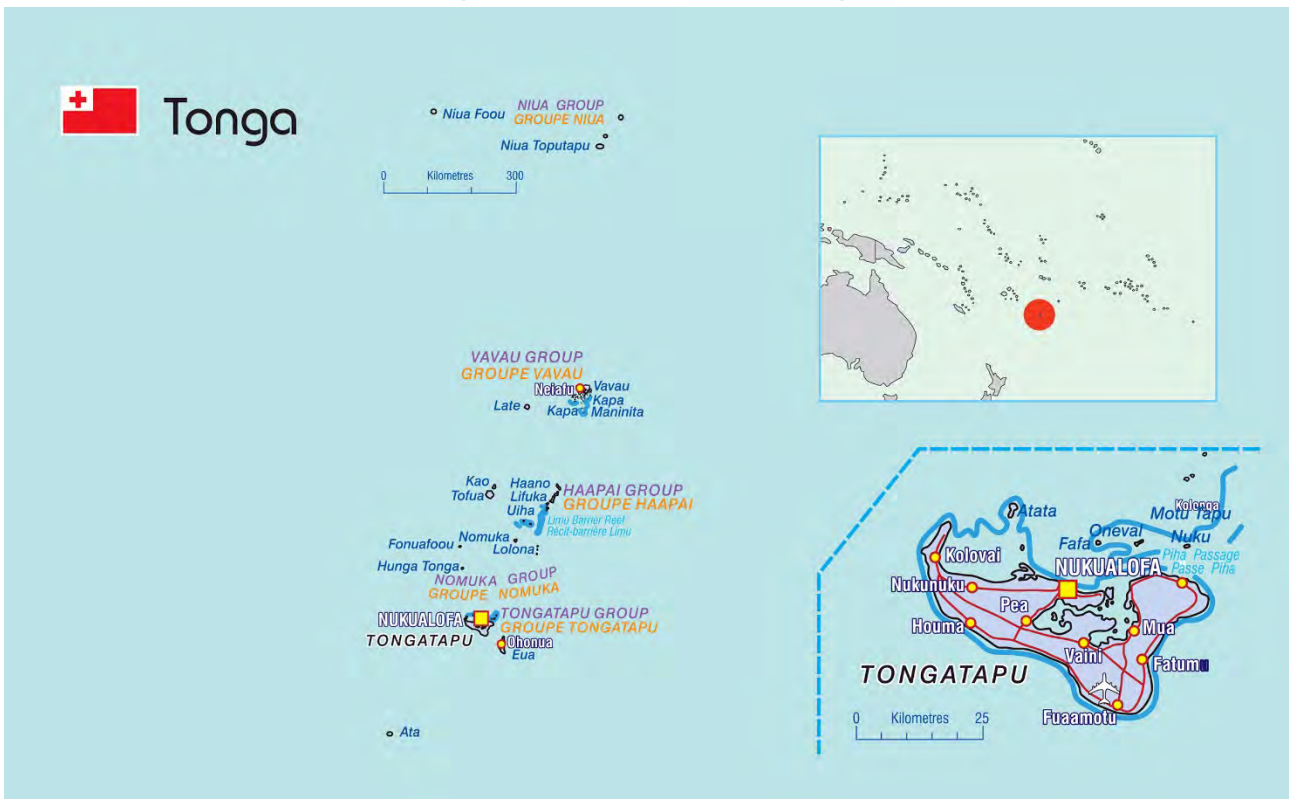 Tonga
NIUA GROUP
GROUPE NIUA
Niua Foou
Niua Toputapu
0 Kilometres 300
VAVAU GROUP
GROUPE VAVAU
Neiafu
Vavau
Kapa
Late
Kapa
Maninita
Kao
Haano
Tofua
Lifuka
Uiha
HAAPAI GROUP
GROUPE HAAPAI
Limu Barrier Reef
Récif-barrière Limu
Nomuka
Fonuafoou
Lolona
Hunga Tonga
NOMUKA GROUP
GROUPE NOMUKA
NUKUALOFA
TONGATAPU GROUP
GROUPE TONGATAPU
TONGATAPU
Ohonua
Eua
Ata
Kolonga
Motu Tapu
Atata
Oneval
Fafa
Nuku
Piha Passage
Passe Piha
Kolovai
NUKUALOFA
Nukunuku
Pea
Houma
Mua
Vaini
Fatumu
TONGATAPU
Fuaamotu
0 Kilometres 25